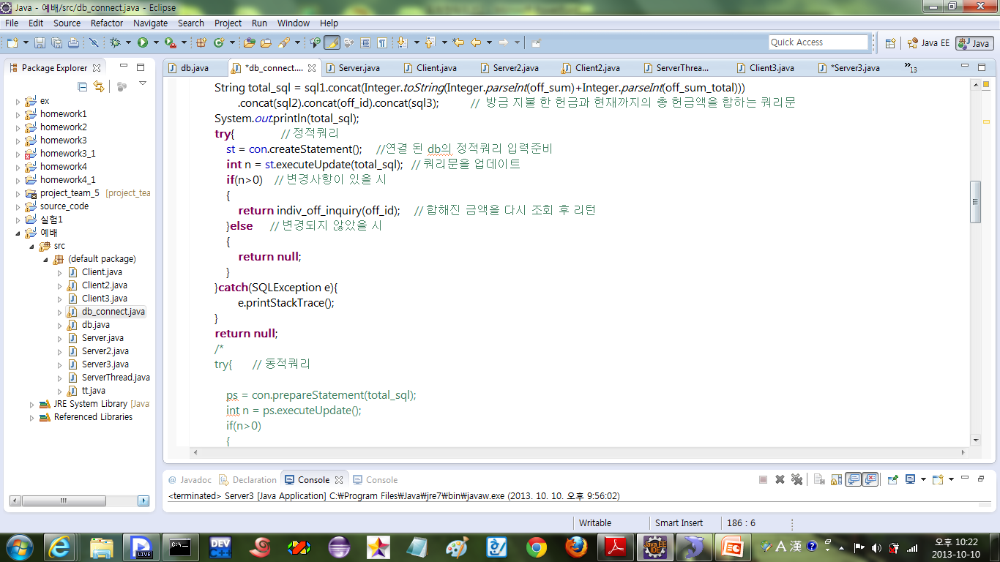 Java - 예배/src/db_connect.java - Eclipse
File Edit Source Refactor Navigate Search Project Run Window Help
Quick Access
Java EE
Java
Package Explorer
db.java
*db_connect....
Server.java
Client.java
Server2.java
Client2.java
ServerThrea...
Client3.java
*Server3.java
»13
ex
homework1
homework2
homework3
homework3_1
homework4
homework4_1
project_team_5 [project_tea
source_code
실험1
예배
src
(default package)
Client.java
Client2.java
Client3.java
db_connect.java
db.java
Server.java
Server2.java
Server3.java
ServerThread.java
tt.java
JRE System Library [Java
Referenced Libraries
String total_sql = sql1.concat(Integer.toString(Integer.parseInt(off_sum)+Integer.parseInt(off_sum_total)))
.concat(sql2).concat(off_id).concat(sql3); // 방금 지불 한 헌금과 현재까지의 총 헌금액을 합하는 쿼리문
System.out.println(total_sql);
try{ // 정적쿼리
st = con.createStatement(); //연결 된 db의 정적쿼리 입력준비
int n = st.executeUpdate(total_sql); // 쿼리문을 업데이트
if(n>0) // 변경사항이 있을 시
{
return indiv_off_inquiry(off_id); // 합해진 금액을 다시 조회 후 리턴
}else // 변경되지 않았을 시
{
return null;
}
}catch(SQLException e){
e.printStackTrace();
}
return null;
/*
try{ // 동적쿼리
ps = con.prepareStatement(total_sql);
int n = ps.executeUpdate();
if(n>0)
{
@ Javadoc
Declaration
Console
Console
<terminated> Server3 [Java Application] C:₩Program Files₩Java₩jre7₩bin₩javaw.exe (2013. 10. 10. 오후 9:56:02)
Writable
Smart Insert
186 : 6
LIVE
DEV C++
Java EE IDE
A 漢
오후 10:22
2013-10-10